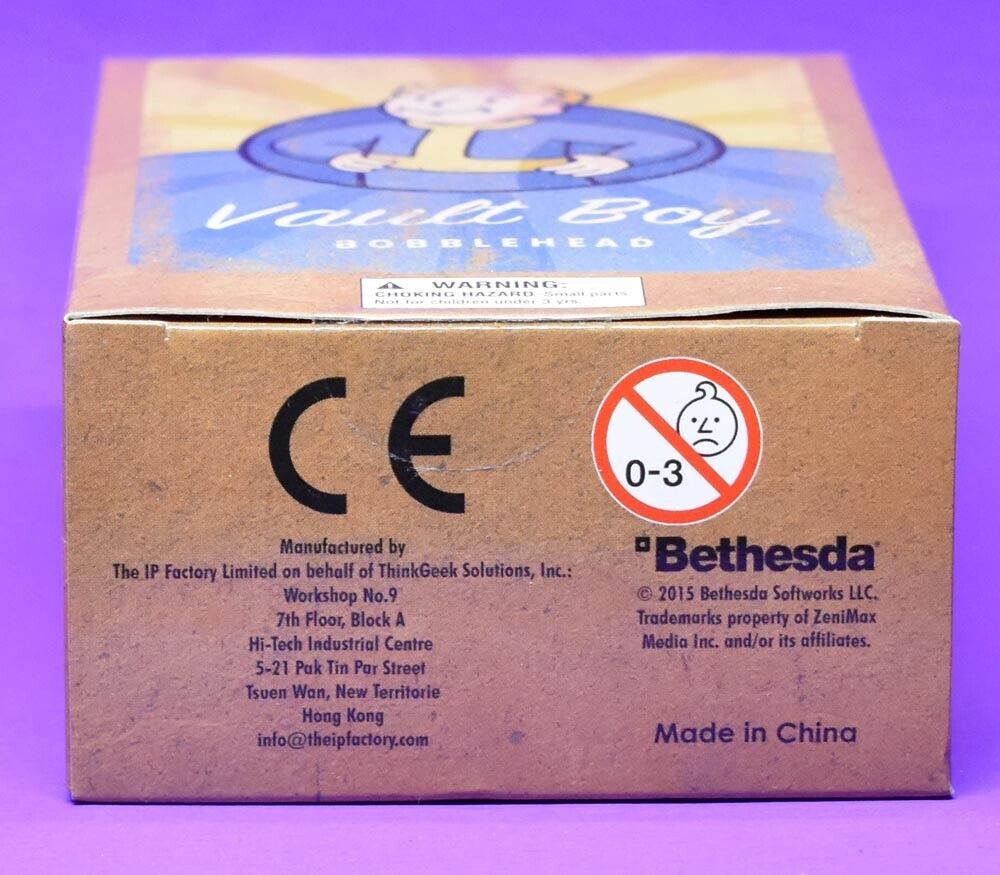 Vault Boy
BOBBLEHEAD
WARNING:
CHOKING HAZARD Small parts.
Not for children under 3 yrs.
CE
0-3
Manufactured by
The IP Factory Limited on behalf of ThinkGeek Solutions, Inc.:
Workshop No.9
7th Floor, Block A
Hi-Tech Industrial Centre
5-21 Pak Tin Par Street
Tsuen Wan, New Territorie
Hong Kong
info@theipfactory.com
Bethesda
© 2015 Bethesda Softworks LLC.
Trademarks property of ZeniMax
Media Inc. and/or its affiliates.
Made in China